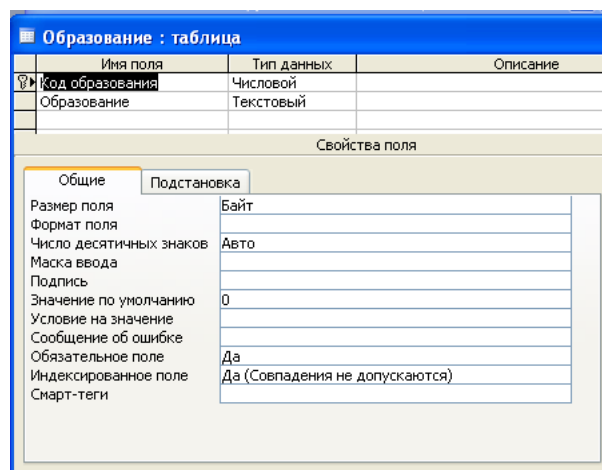 Образование : таблица
Имя поля Тип данных Описание
Код образования Числовой
Образование Текстовый
Свойства поля
Общие Подстановка
Размер поля Байт
Формат поля
Число десятичных знаков Авто
Маска ввода
Подпись
Значение по умолчанию 0
Условие на значение
Сообщение об ошибке
Обязательное поле Да
Индексированное поле Да (Совпадения не допускаются)
Смарт-теги